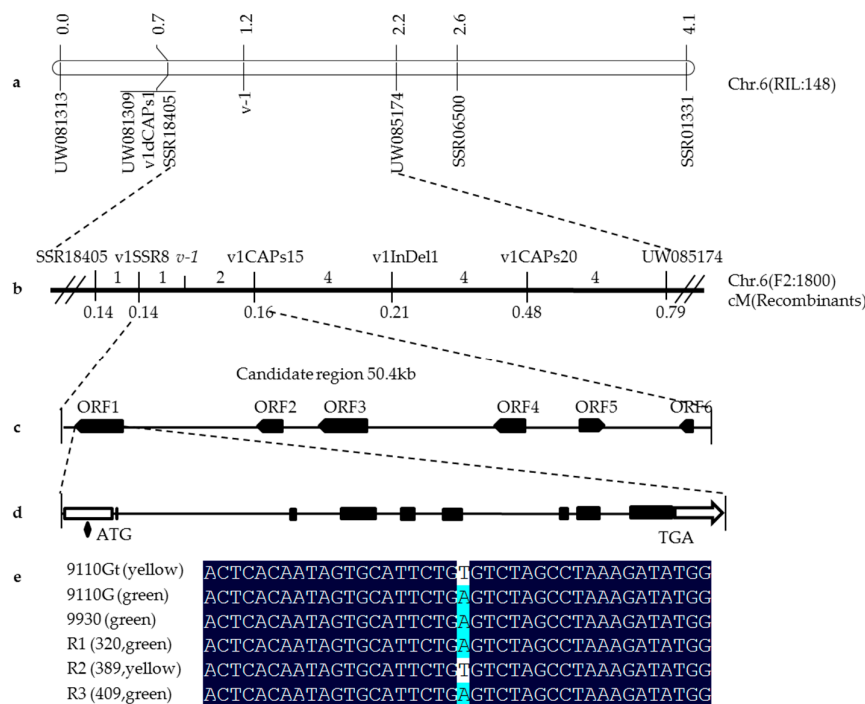 0.0 0.7 1.2 2.2 2.6 4.1
a
Chr.6(RIL:148)
UW081313 UW081309 v1dCAPs1 SSR18405 v-1 UW085174 SSR06500 SSR01331
SSR18405 v1SSR8 v-1 v1CAPs15 v1InDel1 v1CAPs20 UW085174
1 1 2 4 4 4
b
Chr.6(F2:1800)
cM(Recombinants)
0.14 0.14 0.16 0.21 0.48 0.79
Candidate region 50.4kb
ORF1 ORF2 ORF3 ORF4 ORF5 ORF6
c
d
ATG TGA
e
9110Gt (yellow) ACTCACAATAGTGCATTCTGTGTCTAGCCTAAAGATATGG
9110G (green) ACTCACAATAGTGCATTCTGAGTCTAGCCTAAAGATATGG
9930 (green) ACTCACAATAGTGCATTCTGAGTCTAGCCTAAAGATATGG
R1 (320,green) ACTCACAATAGTGCATTCTGAGTCTAGCCTAAAGATATGG
R2 (389,yellow) ACTCACAATAGTGCATTCTGTGTCTAGCCTAAAGATATGG
R3 (409,green) ACTCACAATAGTGCATTCTGAGTCTAGCCTAAAGATATGG